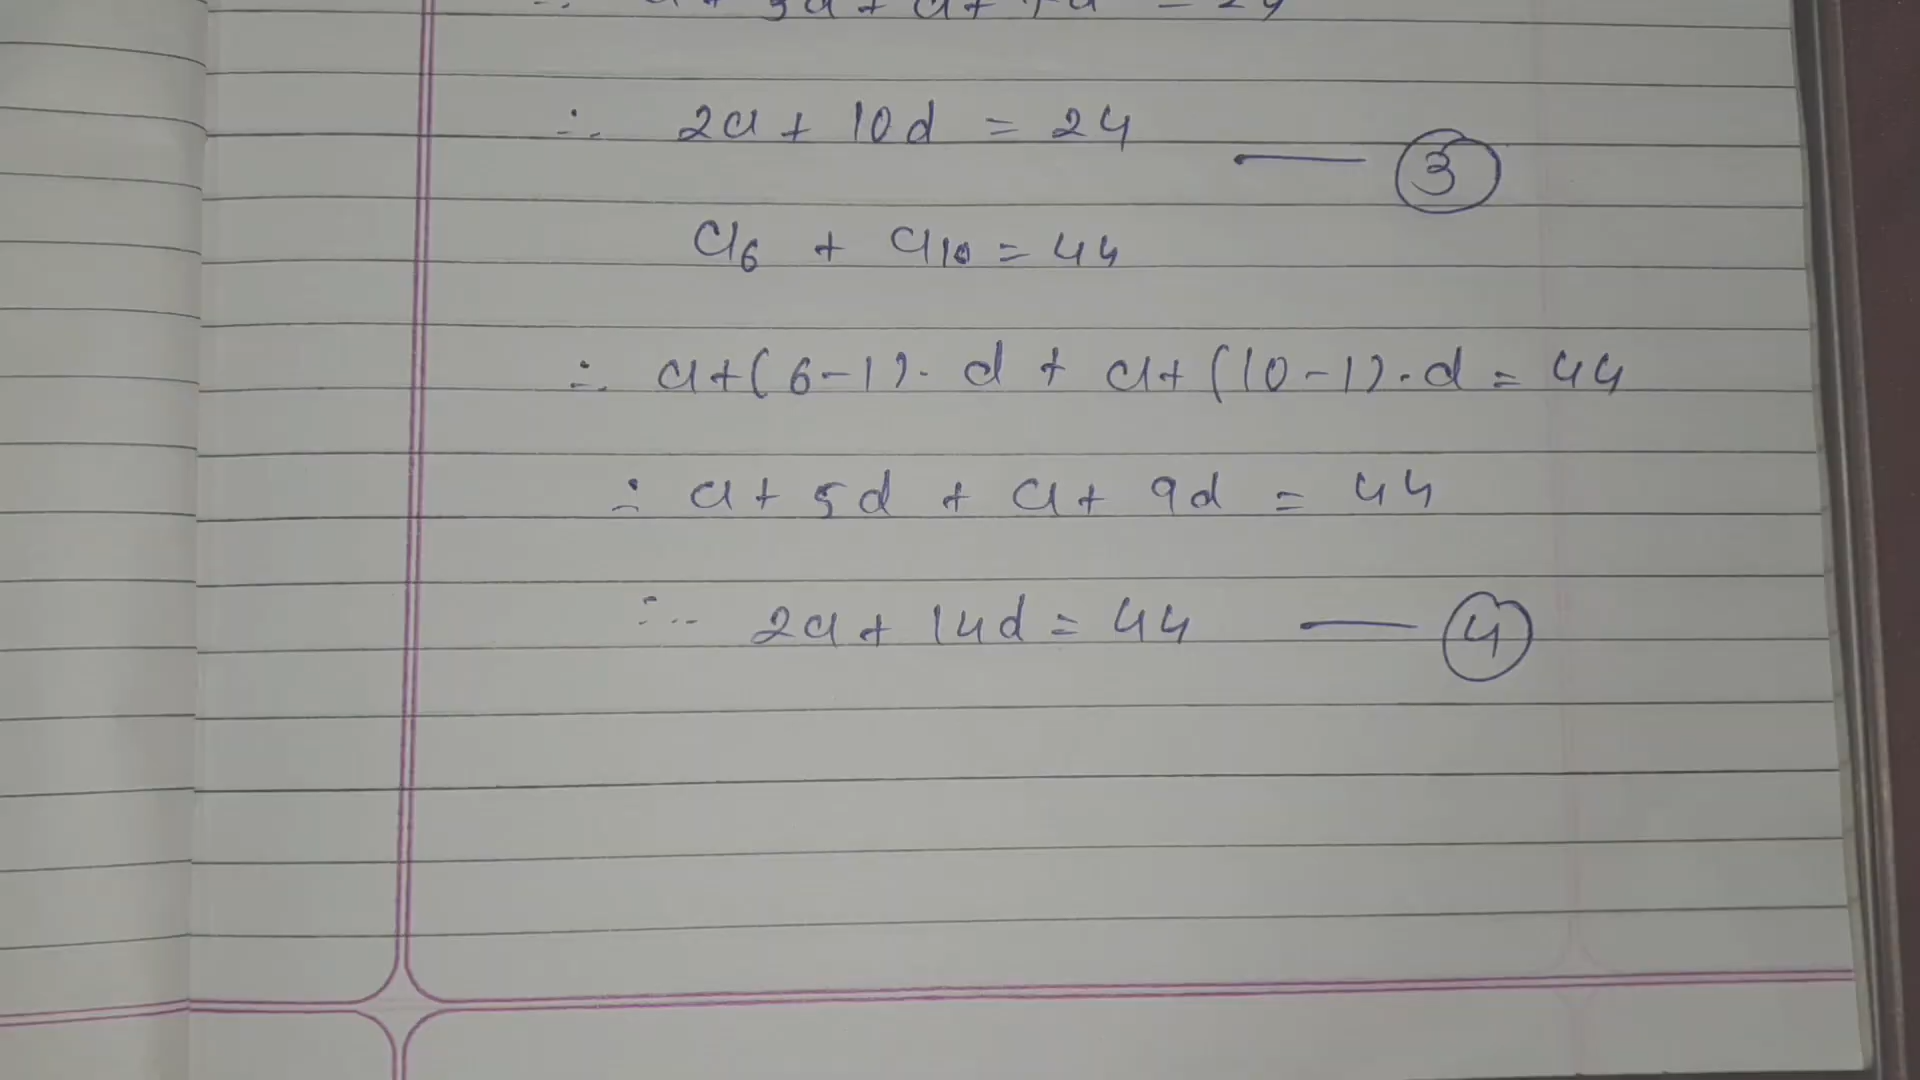 ∴ 2a + 10d = 24 — ③
a₆ + a₁₀ = 44
∴ a+(6-1)·d + a+(10-1)·d = 44
∴ a + 5d + a + 9d = 44
∴ 2a + 14d = 44 — ④